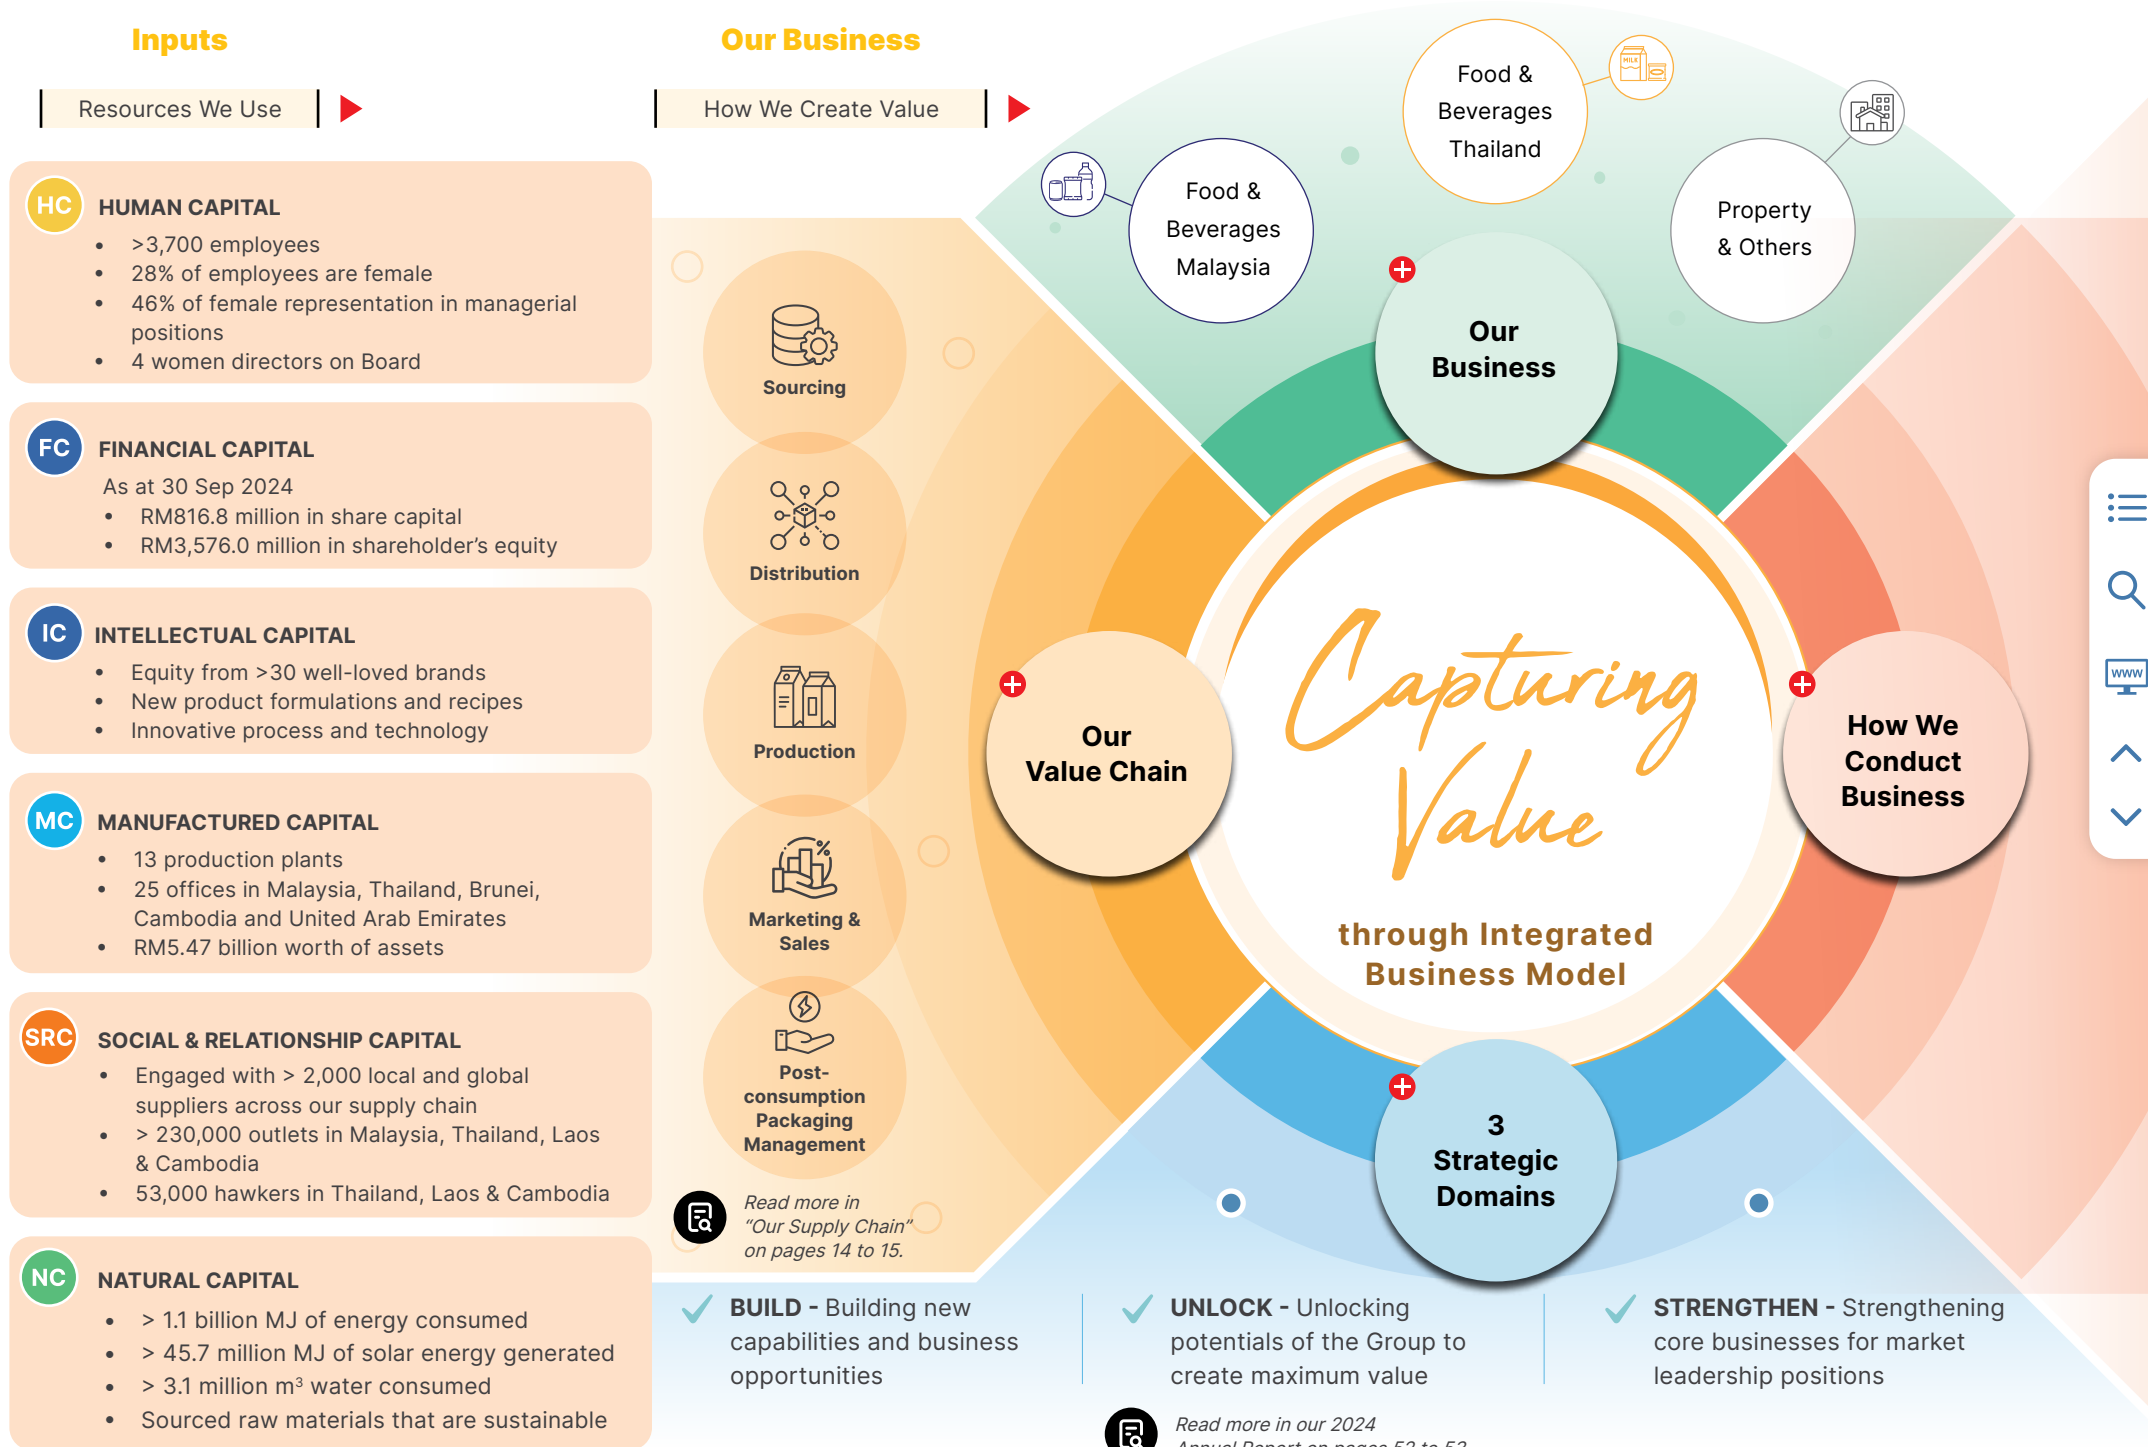 Inputs
Resources We Use
HC
HUMAN CAPITAL
• >3,700 employees
• 28% of employees are female
• 46% of female representation in managerial
positions
• 4 women directors on Board
FC
FINANCIAL CAPITAL
As at 30 Sep 2024
• RM816.8 million in share capital
• RM3,576.0 million in shareholder’s equity
IC
INTELLECTUAL CAPITAL
• Equity from >30 well-loved brands
• New product formulations and recipes
• Innovative process and technology
MC
MANUFACTURED CAPITAL
• 13 production plants
• 25 offices in Malaysia, Thailand, Brunei,
Cambodia and United Arab Emirates
• RM5.47 billion worth of assets
SRC
SOCIAL & RELATIONSHIP CAPITAL
• Engaged with > 2,000 local and global
suppliers across our supply chain
• > 230,000 outlets in Malaysia, Thailand, Laos
& Cambodia
• 53,000 hawkers in Thailand, Laos & Cambodia
NC
NATURAL CAPITAL
• > 1.1 billion MJ of energy consumed
• > 45.7 million MJ of solar energy generated
• > 3.1 million m³ water consumed
• Sourced raw materials that are sustainable
Our Business
How We Create Value
Sourcing
Distribution
Production
Marketing &
Sales
Post-
consumption
Packaging
Management
Read more in
“Our Supply Chain”
on pages 14 to 15.
Food &
Beverages
Malaysia
Food &
Beverages
Thailand
MILK
Property
& Others
Our
Business
Our
Value Chain
Capturing
Value
through Integrated
Business Model
How We
Conduct
Business
3
Strategic
Domains
BUILD - Building new
capabilities and business
opportunities
UNLOCK - Unlocking
potentials of the Group to
create maximum value
STRENGTHEN - Strengthening
core businesses for market
leadership positions
Read more in our 2024
Annual Report on pages 52 to 53
www